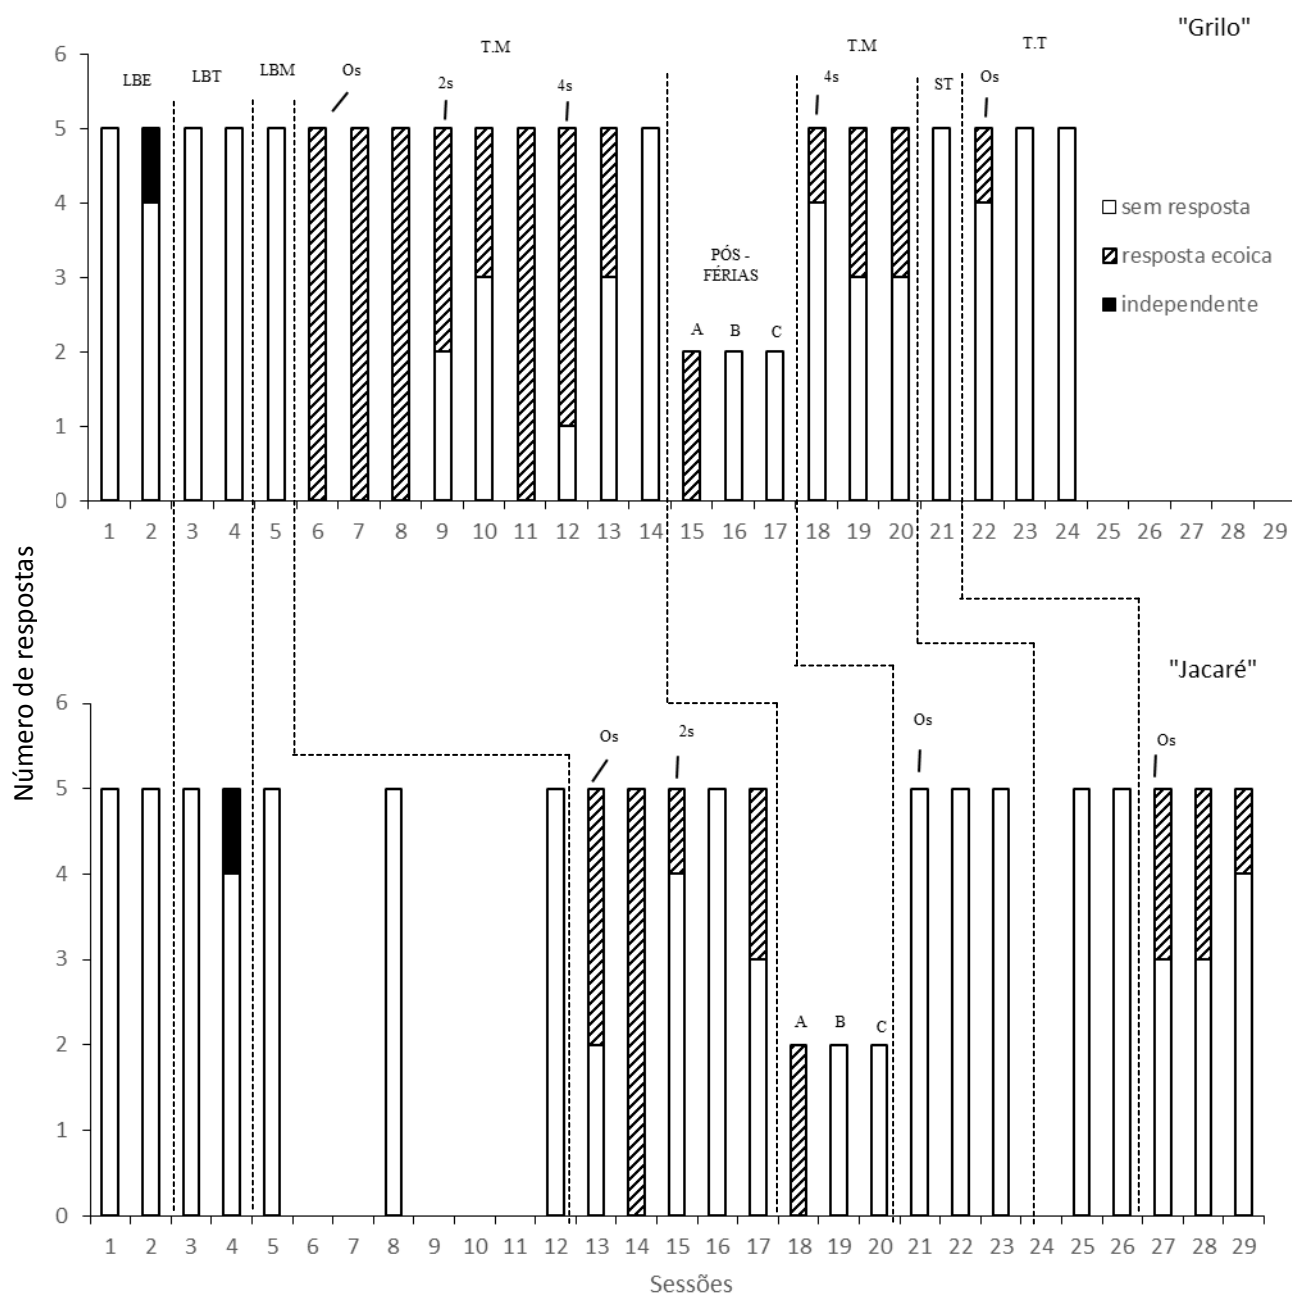 "Grilo"
LBE
LBT
LBM
Os
T.M
2s
4s
T.M
4s
ST
Os
T.T
6
5
4
3
2
1
0
PÓS -
FÉRIAS
A B C
sem resposta
resposta ecoica
independente
1 2 3 4 5 6 7 8 9 10 11 12 13 14 15 16 17 18 19 20 21 22 23 24 25 26 27 28 29
Número de respostas
"Jacaré"
Os
2s
Os
Os
6
5
4
3
2
1
0
A B C
1 2 3 4 5 6 7 8 9 10 11 12 13 14 15 16 17 18 19 20 21 22 23 24 25 26 27 28 29
Sessões